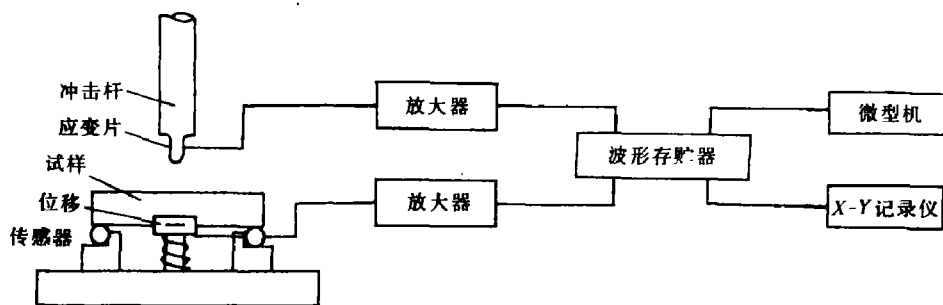 冲击杆
应变片
试样
位移
传感器
放大器
放大器
波形存贮器
微型机
X-Y记录仪